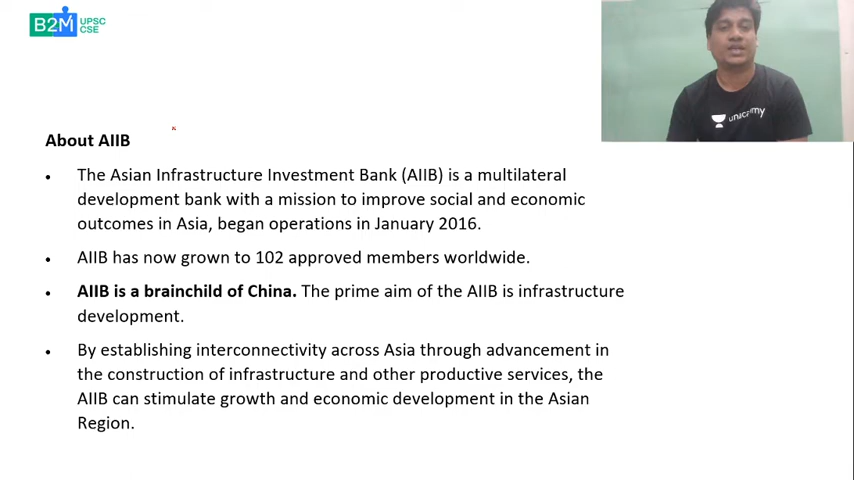 B2M UPSC
CSE
unacademy
About AIIB
• The Asian Infrastructure Investment Bank (AIIB) is a multilateral
development bank with a mission to improve social and economic
outcomes in Asia, began operations in January 2016.
• AIIB has now grown to 102 approved members worldwide.
• AIIB is a brainchild of China. The prime aim of the AIIB is infrastructure
development.
• By establishing interconnectivity across Asia through advancement in
the construction of infrastructure and other productive services, the
AIIB can stimulate growth and economic development in the Asian
Region.